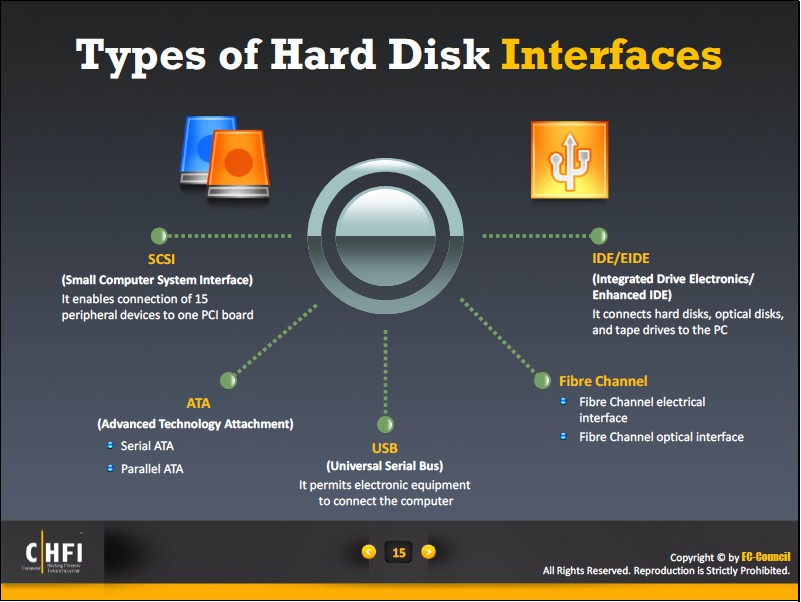 Types of Hard Disk Interfaces
SCSI
(Small Computer System Interface)
It enables connection of 15
peripheral devices to one PCI board
IDE/EIDE
(Integrated Drive Electronics/
Enhanced IDE)
It connects hard disks, optical disks,
and tape drives to the PC
ATA
(Advanced Technology Attachment)
Serial ATA
Parallel ATA
USB
(Universal Serial Bus)
It permits electronic equipment
to connect the computer
Fibre Channel
Fibre Channel electrical
interface
Fibre Channel optical interface
CHFI
Computer Hacking Forensic
INVESTIGATOR
15
Copyright © by EC-Council
All Rights Reserved. Reproduction is Strictly Prohibited.